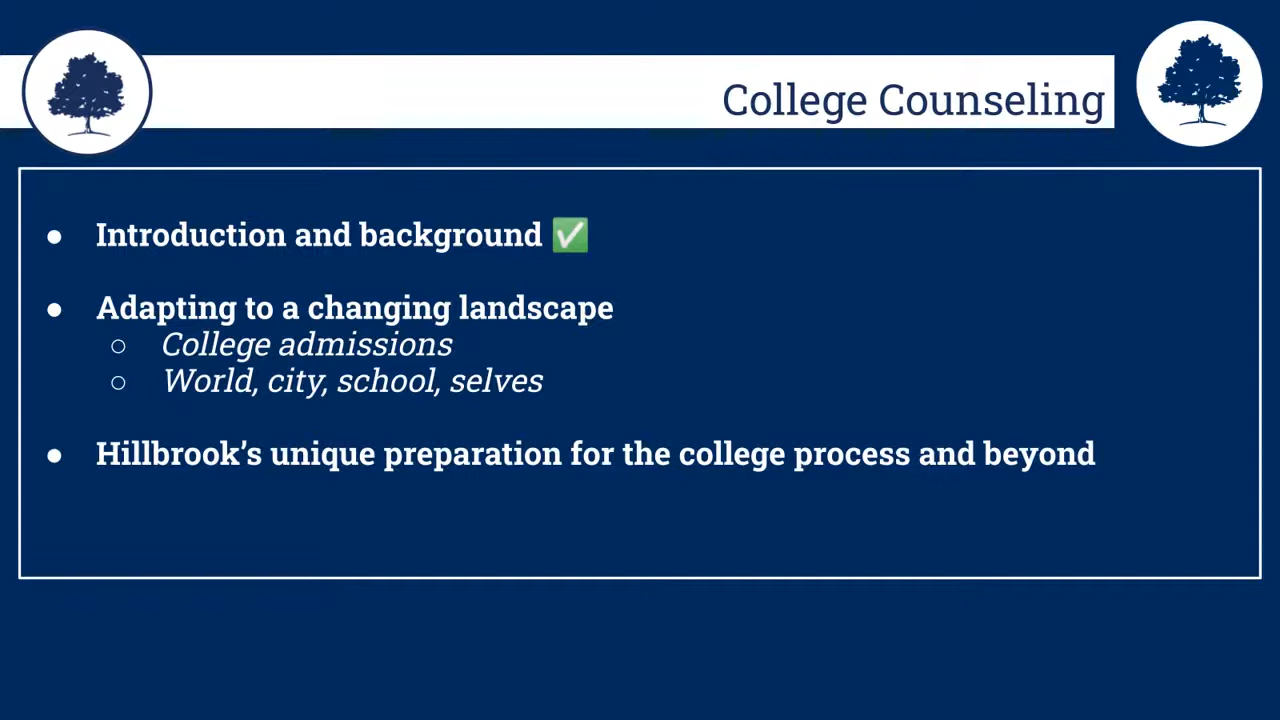 College Counseling
● Introduction and background ✅
● Adapting to a changing landscape
○ College admissions
○ World, city, school, selves
● Hillbrook’s unique preparation for the college process and beyond